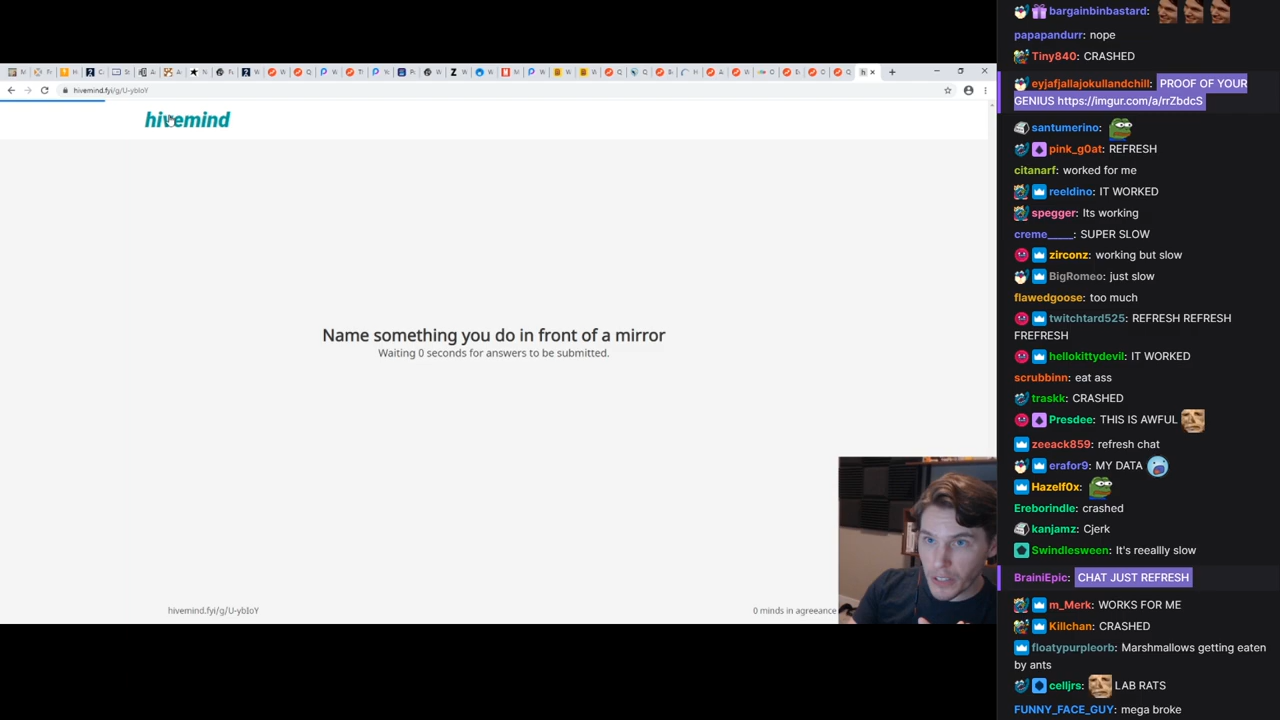 hivemind.fyi/g/U-ybIoY
hivemind
Name something you do in front of a mirror
Waiting 0 seconds for answers to be submitted.
hivemind.fyi/g/U-ybIoY
0 minds in agreeance
bargainbinbastard:
papapandurr: nope
Tiny840: CRASHED
eyjafjallajokullandchill: PROOF OF YOUR
GENIUS https://imgur.com/a/rrZbdcS
santumerino:
pink_g0at: REFRESH
citanarf: worked for me
reeldino: IT WORKED
spegger: Its working
creme_____: SUPER SLOW
zirconz: working but slow
BigRomeo: just slow
flawedgoose: too much
twitchtard525: REFRESH REFRESH
FREFRESH
hellokittydevil: IT WORKED
scrubbinn: eat ass
traskk: CRASHED
Presdee: THIS IS AWFUL
zeeack859: refresh chat
erafor9: MY DATA
Hazelf0x:
Ereborindle: crashed
kanjamz: Cjerk
Swindlesween: It's reeallly slow
BrainiEpic: CHAT JUST REFRESH
m_Merk: WORKS FOR ME
Killchan: CRASHED
floatypurpleorb: Marshmallows getting eaten
by ants
celljrs: LAB RATS
FUNNY_FACE_GUY: mega broke